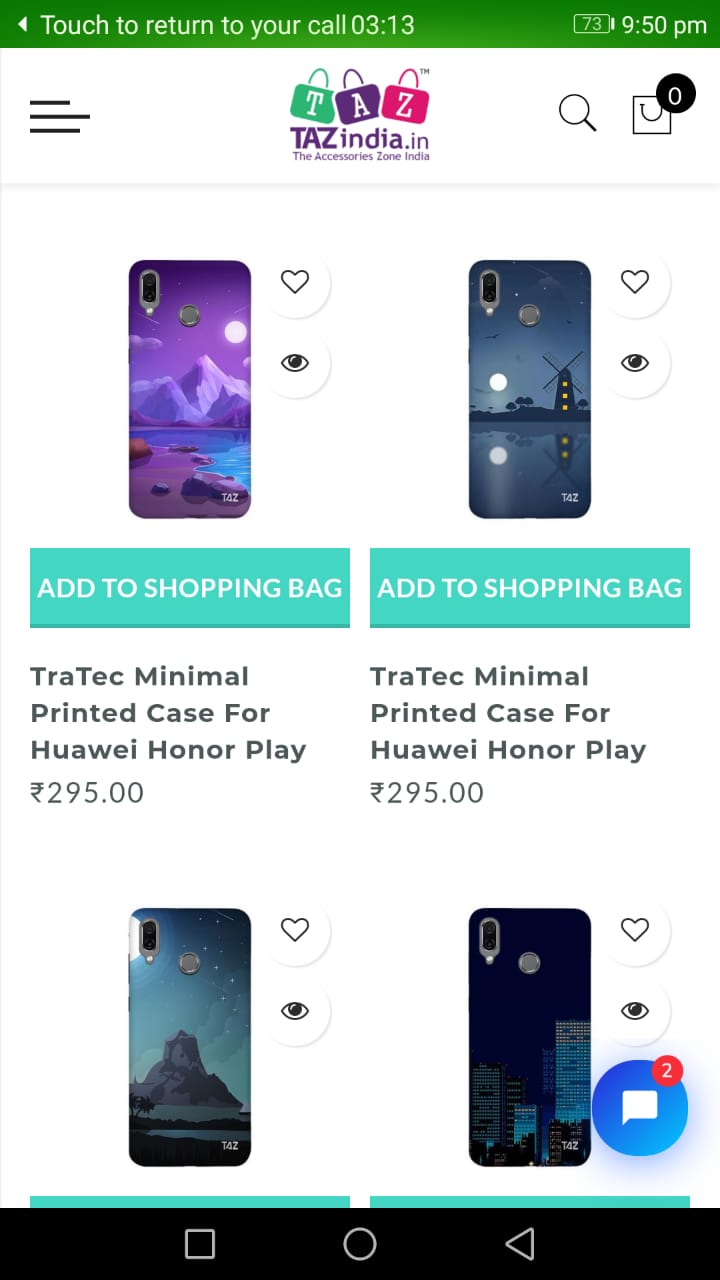 Touch to return to your call 03:13
73
9:50 pm
0
TAZ™
TAZindia.in
The Accessories Zone India
TAZ
TAZ
ADD TO SHOPPING BAG
ADD TO SHOPPING BAG
TraTec Minimal
Printed Case For
Huawei Honor Play
₹295.00
TraTec Minimal
Printed Case For
Huawei Honor Play
₹295.00
2
TAZ
TAZ